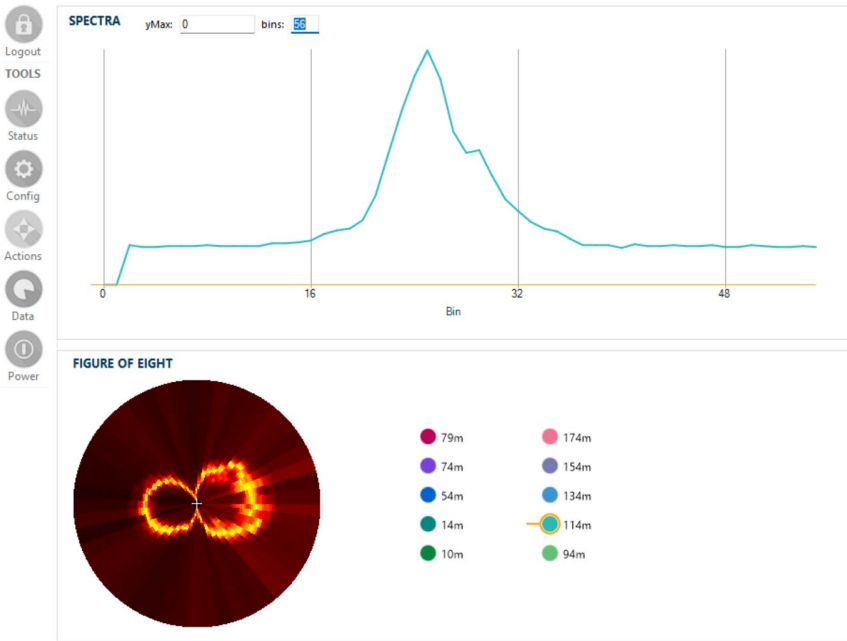 Logout
TOOLS
Status
Config
Actions
Data
Power
SPECTRA yMax: 0 bins: 56
0 16 32 48
Bin
FIGURE OF EIGHT
79m 174m
74m 154m
54m 134m
14m 114m
10m 94m